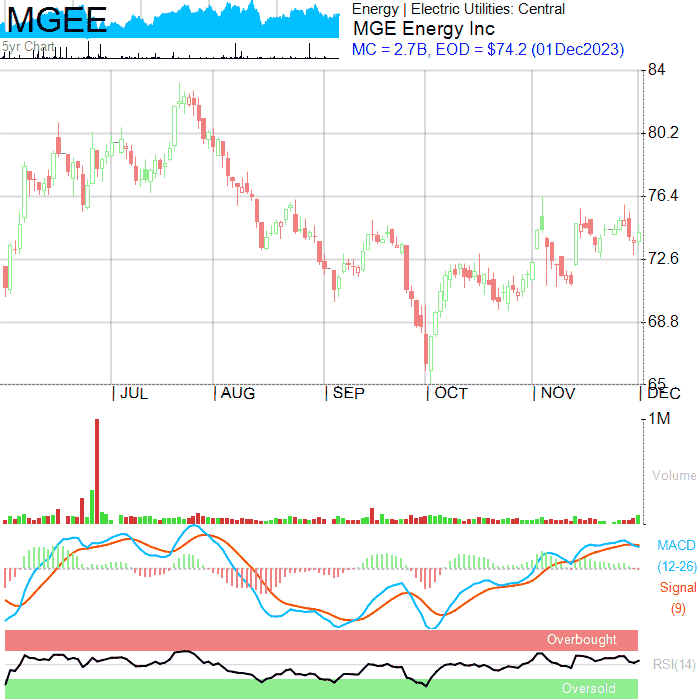 MGEE
5yr Chart
Energy | Electric Utilities: Central
MGE Energy Inc
MC = 2.7B, EOD = $74.2 (01Dec2023)
84
80.2
76.4
72.6
68.8
65
JUL
AUG
SEP
OCT
NOV
DEC
1M
Volume
MACD
(12-26)
Signal
(9)
Overbought
RSI(14)
Oversold